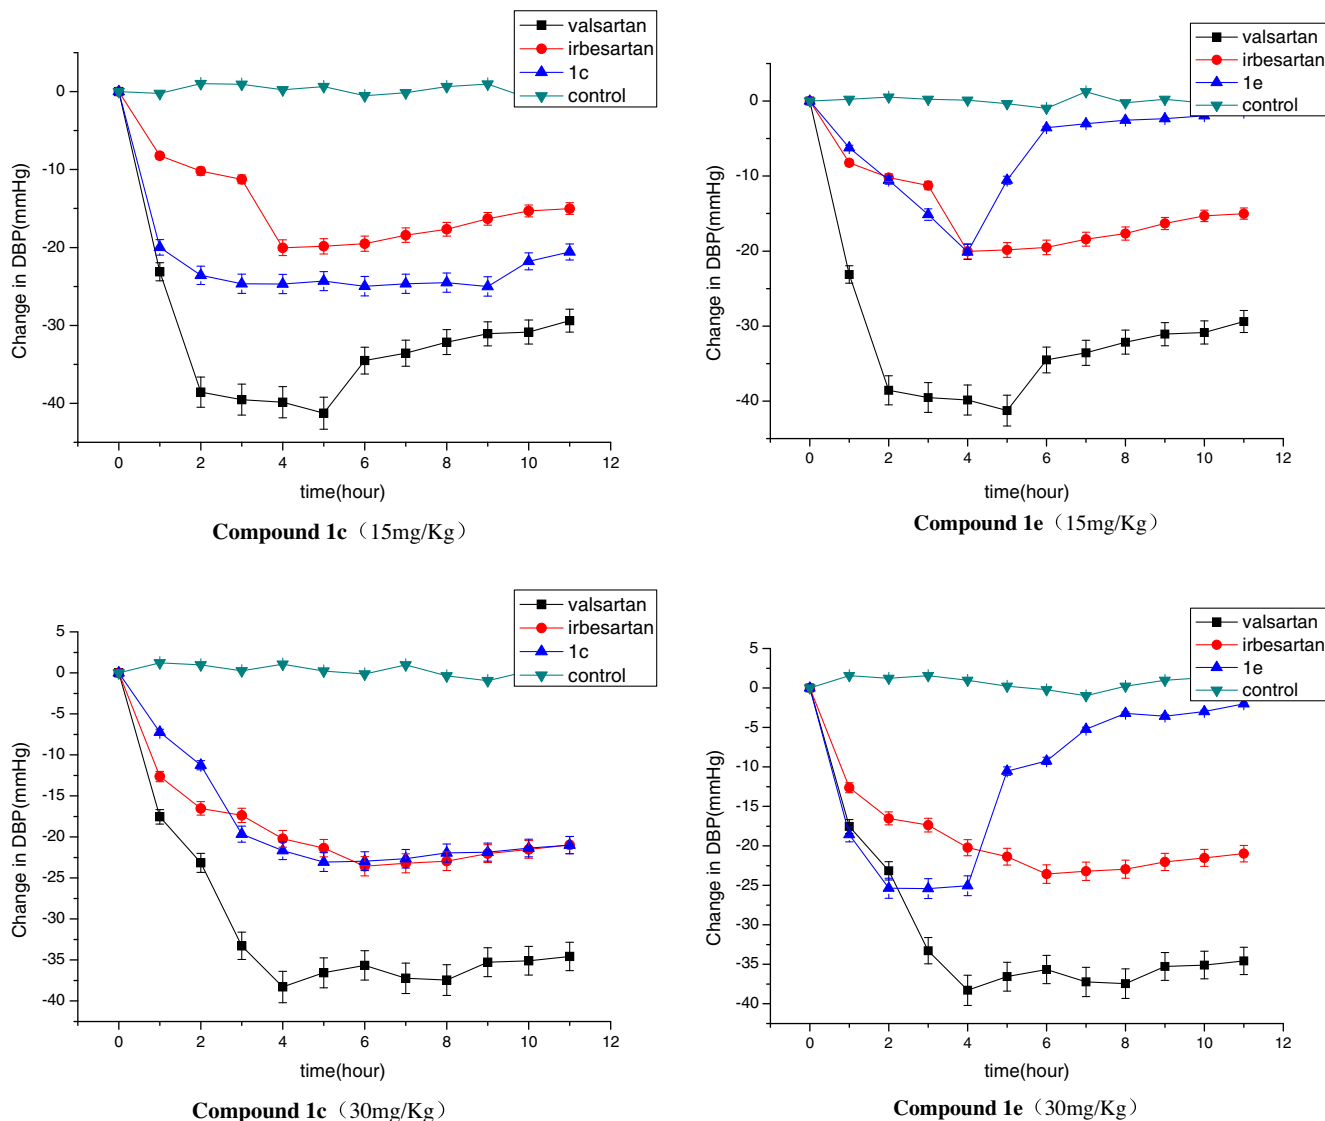 valsartan
irbesartan
1c
control
0
-10
-20
-30
-40
Change in DBP(mmHg)
0 2 4 6 8 10 12
time(hour)
Compound 1c（15mg/Kg）
valsartan
irbesartan
1e
control
0
-10
-20
-30
-40
Change in DBP(mmHg)
0 2 4 6 8 10 12
time(hour)
Compound 1e（15mg/Kg）
valsartan
irbesartan
1c
control
5
0
-5
-10
-15
-20
-25
-30
-35
-40
Change in DBP(mmHg)
0 2 4 6 8 10 12
time(hour)
Compound 1c（30mg/Kg）
valsartan
irbesartan
1e
control
5
0
-5
-10
-15
-20
-25
-30
-35
-40
Change in DBP(mmHg)
0 2 4 6 8 10 12
time(hour)
Compound 1e（30mg/Kg）